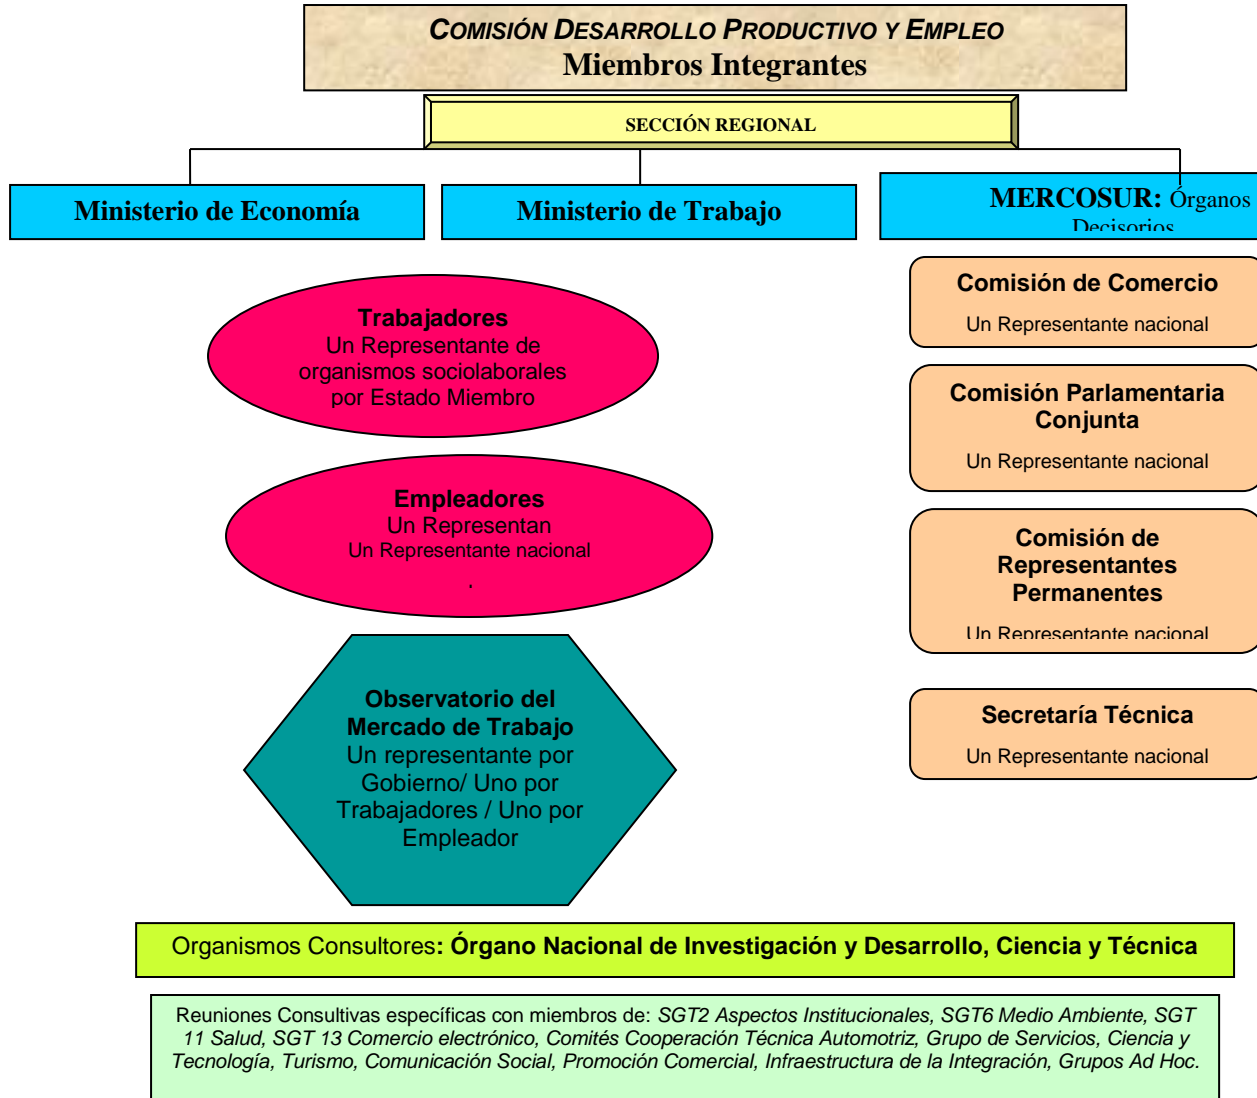 COMISIÓN DESARROLLO PRODUCTIVO Y EMPLEO
Miembros Integrantes
SECCIÓN REGIONAL
Ministerio de Economía
Ministerio de Trabajo
MERCOSUR: Órganos
Decisorios
Trabajadores
Un Representante de
organismos sociolaborales
por Estado Miembro
Empleadores
Un Representan
Un Representante nacional
.
Observatorio del
Mercado de Trabajo
Un representante por
Gobierno/ Uno por
Trabajadores / Uno por
Empleador
Comisión de Comercio
Un Representante nacional
Comisión Parlamentaria
Conjunta
Un Representante nacional
Comisión de
Representantes
Permanentes
Un Representante nacional
Secretaría Técnica
Un Representante nacional
Organismos Consultores: Órgano Nacional de Investigación y Desarrollo, Ciencia y Técnica
Reuniones Consultivas específicas con miembros de: SGT2 Aspectos Institucionales, SGT6 Medio Ambiente, SGT
11 Salud, SGT 13 Comercio electrónico, Comités Cooperación Técnica Automotriz, Grupo de Servicios, Ciencia y
Tecnología, Turismo, Comunicación Social, Promoción Comercial, Infraestructura de la Integración, Grupos Ad Hoc.